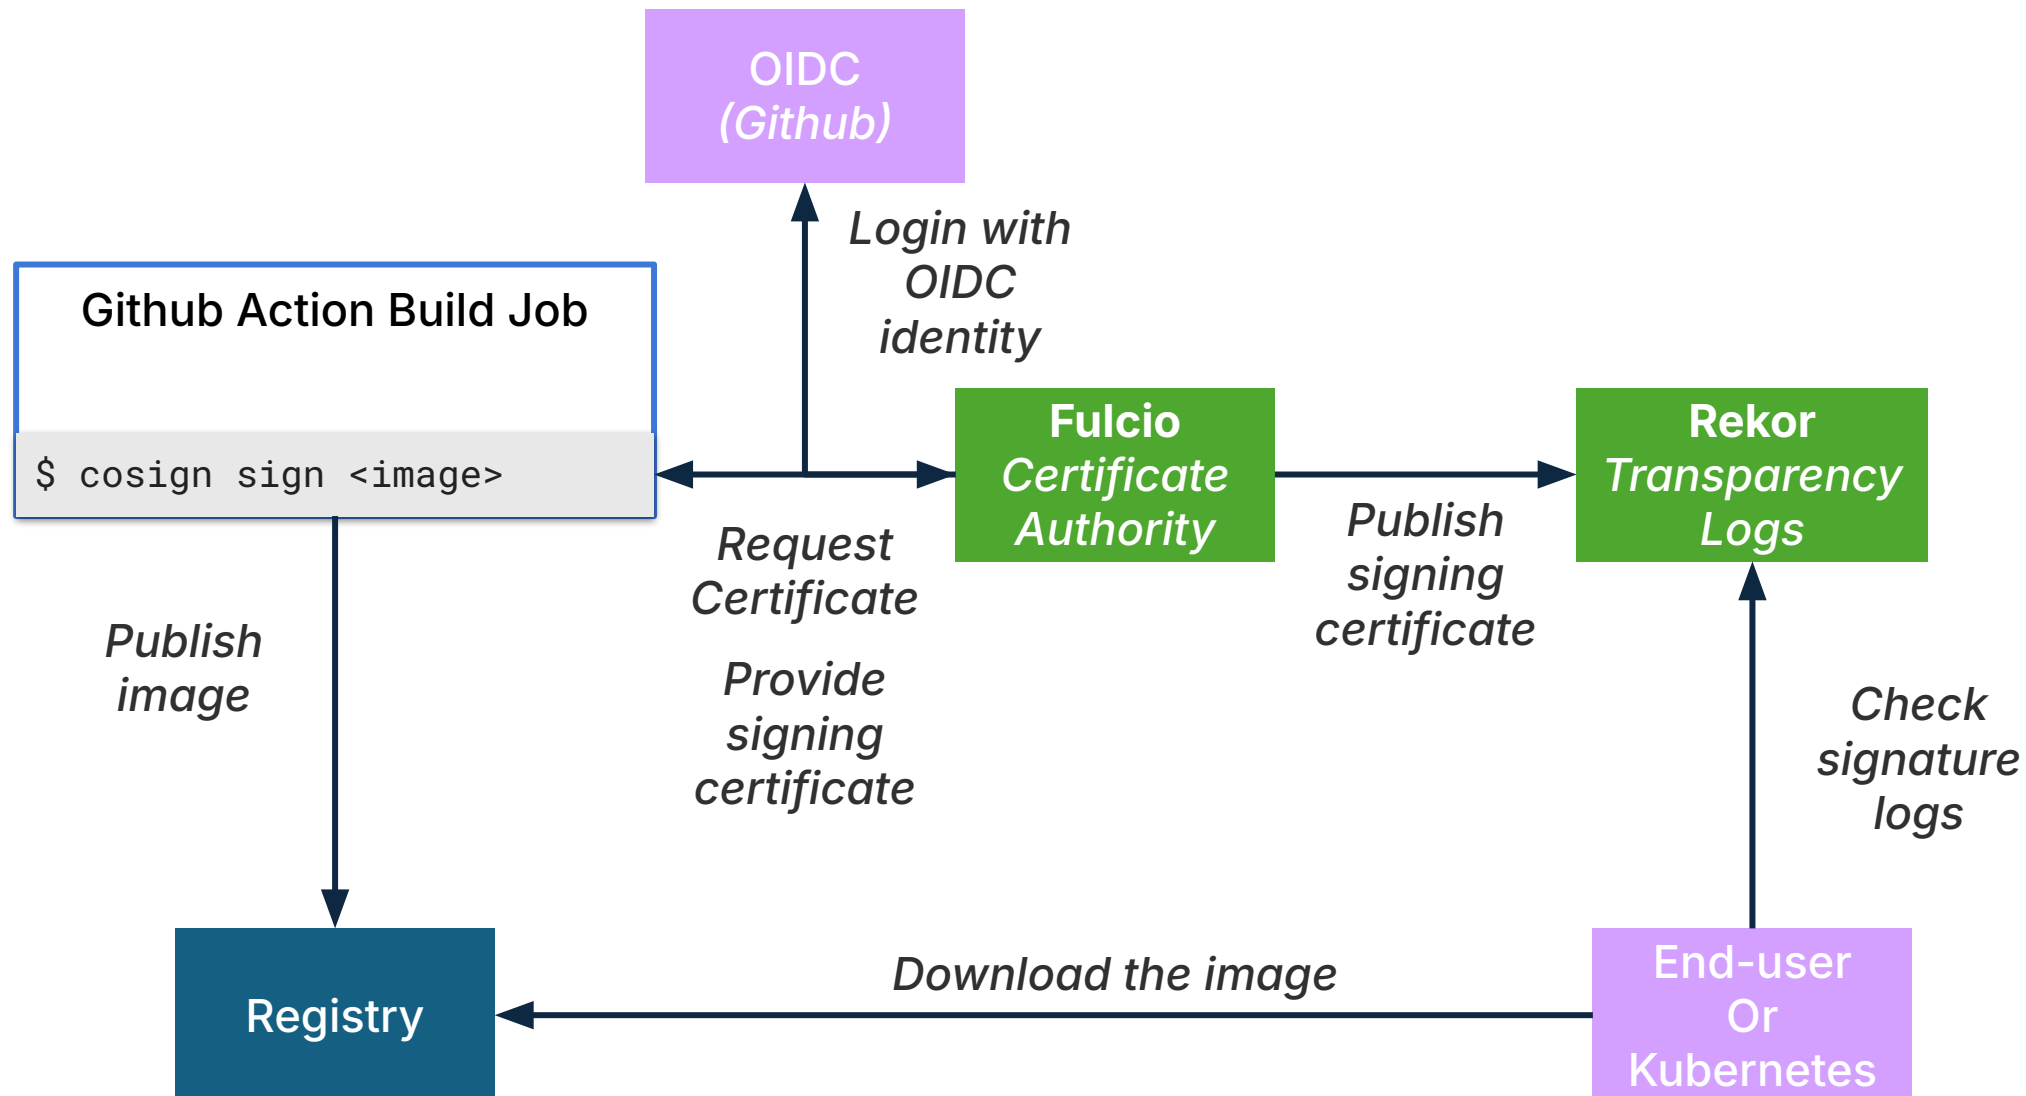 OIDC
(Github)
Login with
OIDC
identity
Github Action Build Job
$ cosign sign <image>
Fulcio
Certificate
Authority
Rekor
Transparency
Logs
Request
Certificate
Provide
signing
certificate
Publish
signing
certificate
Publish
image
Check
signature
logs
Download the image
Registry
End-user
Or
Kubernetes